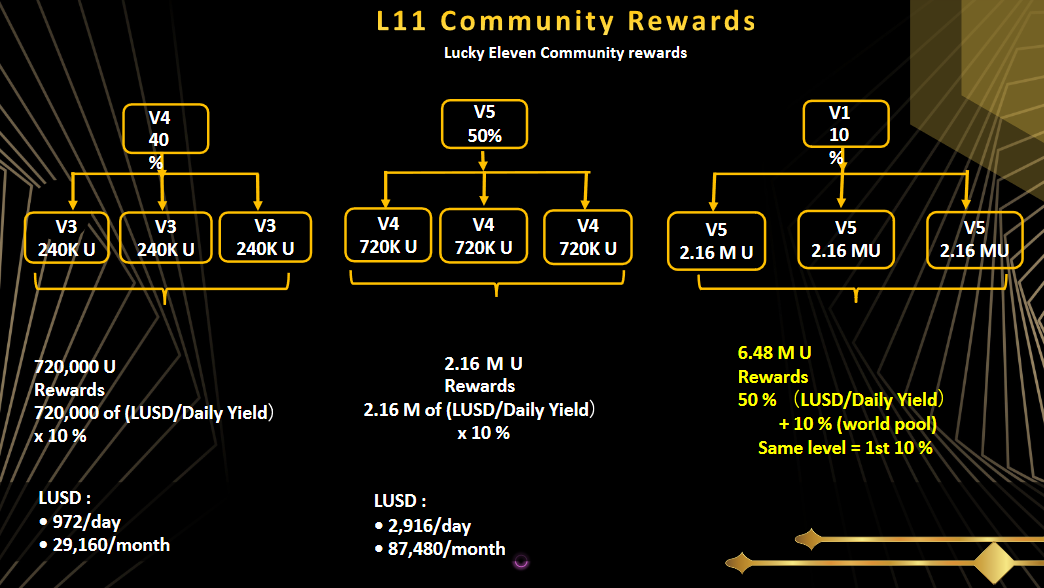 L11 Community Rewards
Lucky Eleven Community rewards
V4
40
%
V3
240K U
V3
240K U
V3
240K U
720,000 U
Rewards
720,000 of (LUSD/Daily Yield）
x 10 %
LUSD :
• 972/day
• 29,160/month
V5
50%
V4
720K U
V4
720K U
V4
720K U
2.16 M U
Rewards
2.16 M of (LUSD/Daily Yield）
x 10 %
LUSD :
• 2,916/day
• 87,480/month
V1
10
%
V5
2.16 M U
V5
2.16 MU
V5
2.16 MU
6.48 M U
Rewards
50 % （LUSD/Daily Yield）
+ 10 % (world pool)
Same level = 1st 10 %